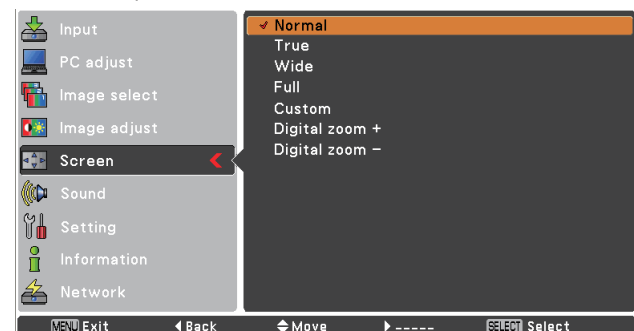 Input
PC adjust
Image select
Image adjust
Screen
Sound
Setting
Information
Network
✔ Normal
True
Wide
Full
Custom
Digital zoom +
Digital zoom –
MENU Exit ◀Back ◆Move ▶----- SELECT Select